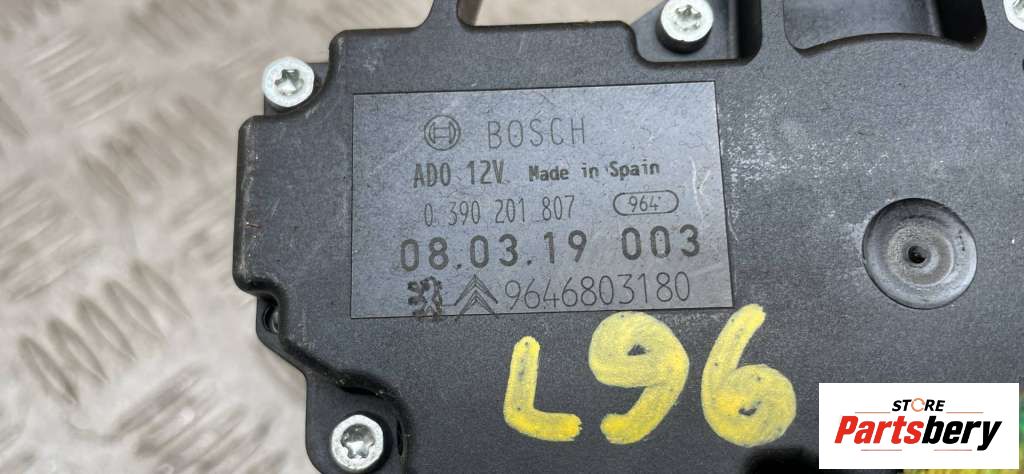 BOSCH
ADO 12V Made in Spain
0 390 201 807 964
08.03.19 003
9646803180
L96
STORE
Partsbery